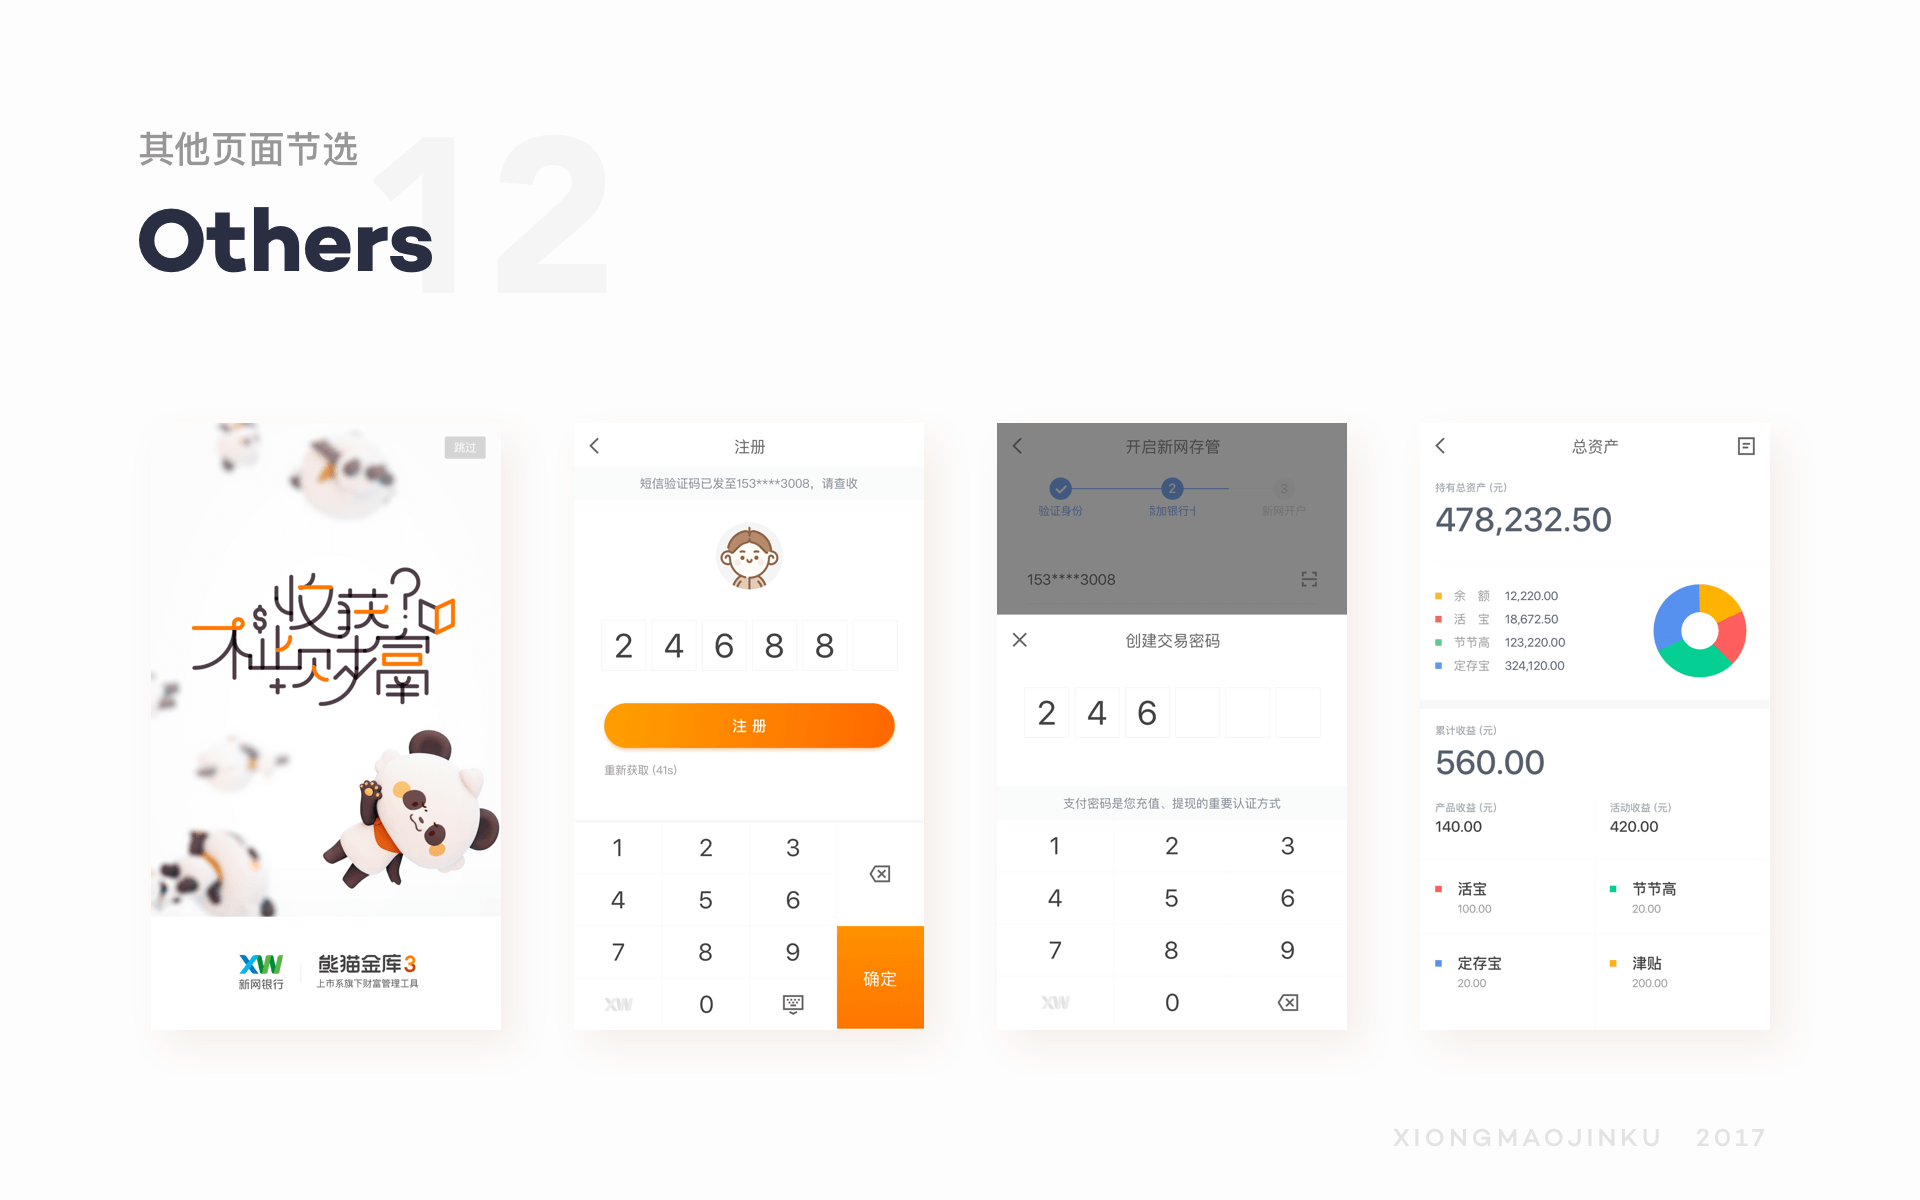 其他页面节选
12
Others
跳过
收获?
私$财富
XW
新网银行
熊猫金库3
上市系旗下财富管理工具
注册
短信验证码已发至153****3008，请查收
2 4 6 8 8
注 册
重新获取 (41s)
1 2 3
4 5 6
7 8 9
确定
XW 0
开启新网存管
2 3
验证身份 添加银行卡 新网开户
153****3008
创建交易密码
2 4 6
支付密码是您充值、提现的重要认证方式
1 2 3
4 5 6
7 8 9
XW 0
总资产
持有总资产 (元)
478,232.50
余 额 12,220.00
活 宝 18,672.50
节节高 123,220.00
定存宝 324,120.00
累计收益 (元)
560.00
产品收益 (元) 活动收益 (元)
140.00 420.00
活宝 节节高
100.00 20.00
定存宝 津贴
20.00 200.00
XIONGMAOJINKU 2017